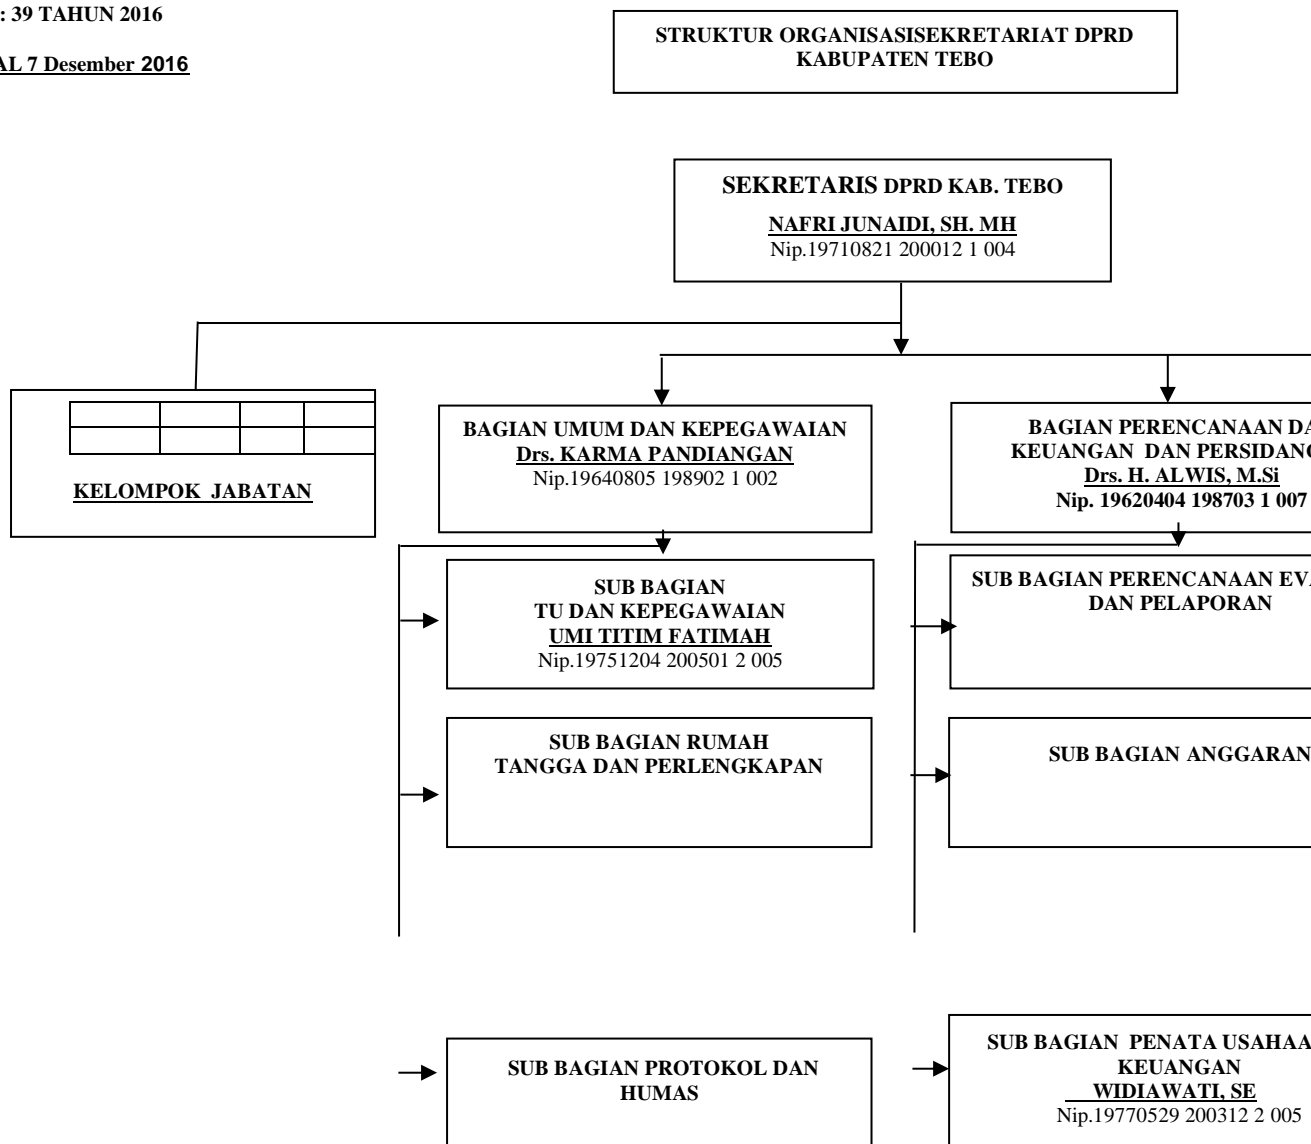 : 39 TAHUN 2016
AL 7 Desember 2016
STRUKTUR ORGANISASISEKRETARIAT DPRD
KABUPATEN TEBO
SEKRETARIS DPRD KAB. TEBO
NAFRI JUNAIDI, SH. MH
Nip.19710821 200012 1 004
KELOMPOK JABATAN
BAGIAN UMUM DAN KEPEGAWAIAN
Drs. KARMA PANDIANGAN
Nip.19640805 198902 1 002
BAGIAN PERENCANAAN DA
KEUANGAN DAN PERSIDANG
Drs. H. ALWIS, M.Si
Nip. 19620404 198703 1 007
SUB BAGIAN
TU DAN KEPEGAWAIAN
UMI TITIM FATIMAH
Nip.19751204 200501 2 005
SUB BAGIAN PERENCANAAN EVA
DAN PELAPORAN
SUB BAGIAN RUMAH
TANGGA DAN PERLENGKAPAN
SUB BAGIAN ANGGARAN
SUB BAGIAN PROTOKOL DAN
HUMAS
SUB BAGIAN PENATA USAHAA
KEUANGAN
WIDIAWATI, SE
Nip.19770529 200312 2 005